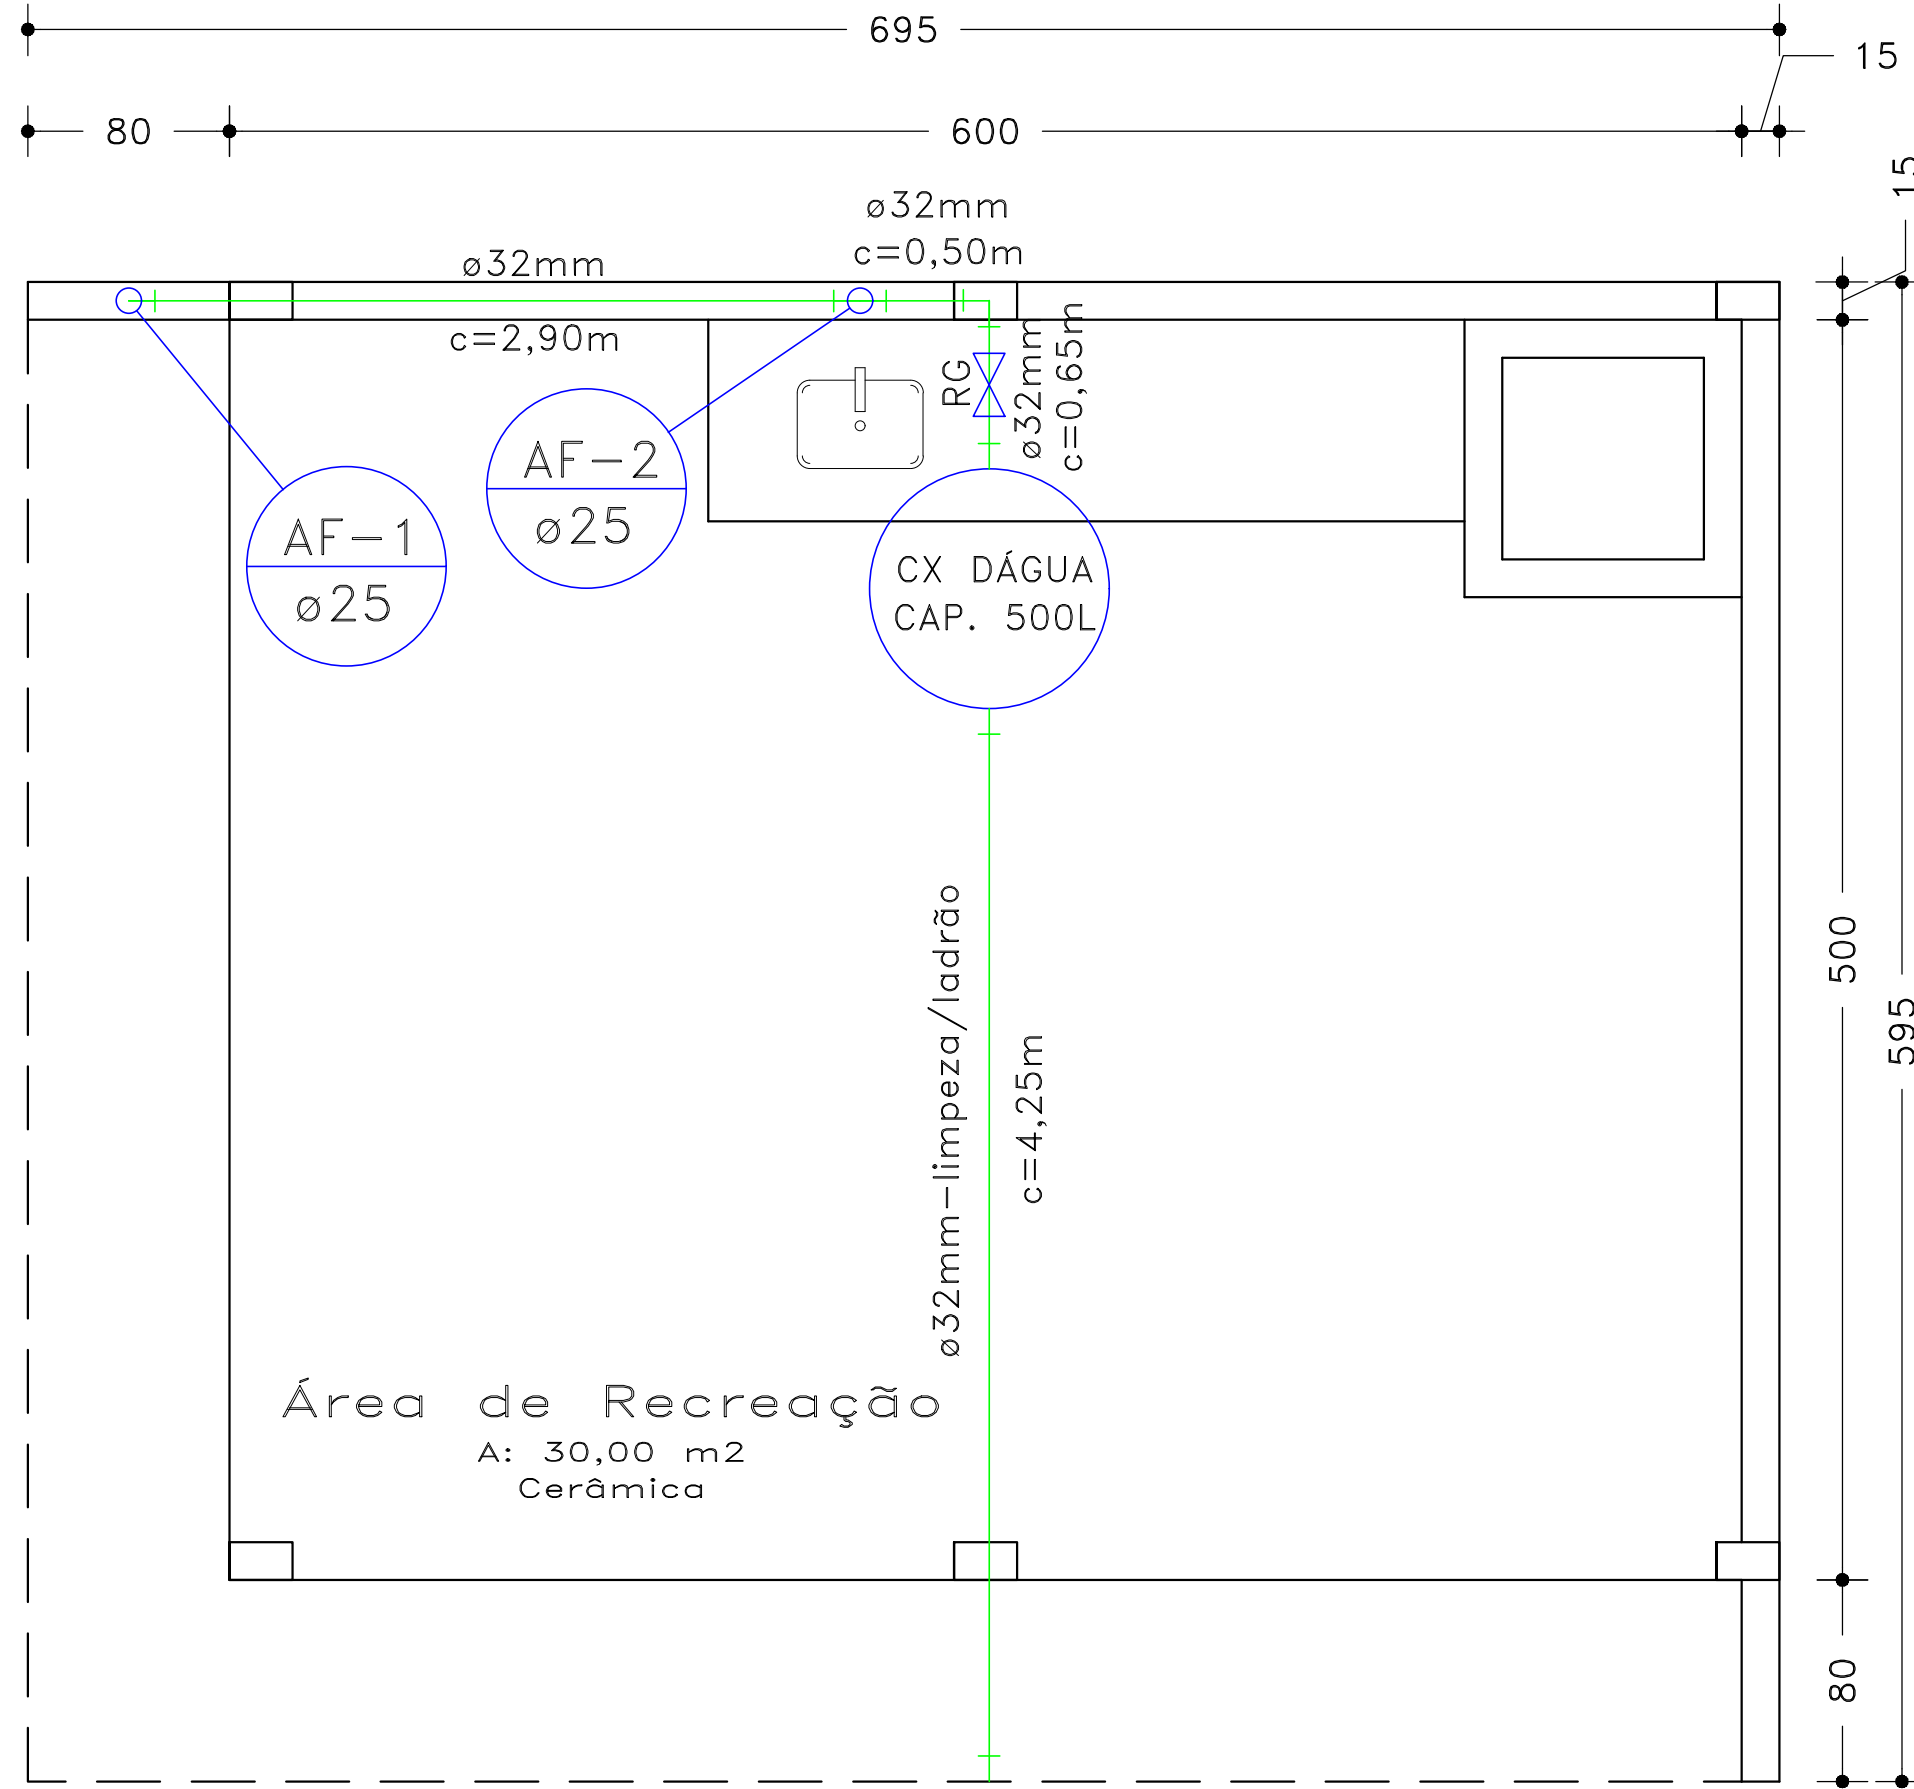 695
15
80
600
15
ø32mm
c=0,50m
ø32mm
c=2,90m
RG
ø32mm
c=0,65m
AF-2
ø25
AF-1
ø25
CX DÁGUA
CAP. 500L
ø32mm-limpeza/ladrão
c=4,25m
500
595
Área de Recreação
A: 30,00 m2
Cerâmica
80